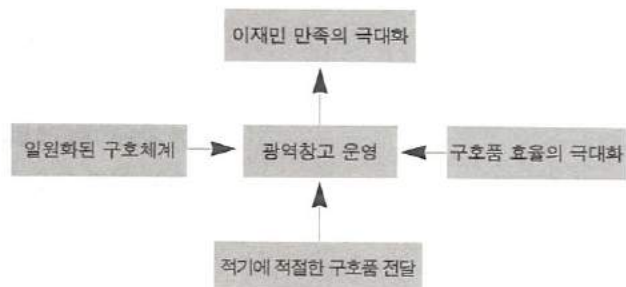 이재민 만족의 극대화
일원화된 구호체계
광역창고 운영
구호품 효율의 극대화
적기에 적절한 구호품 전달